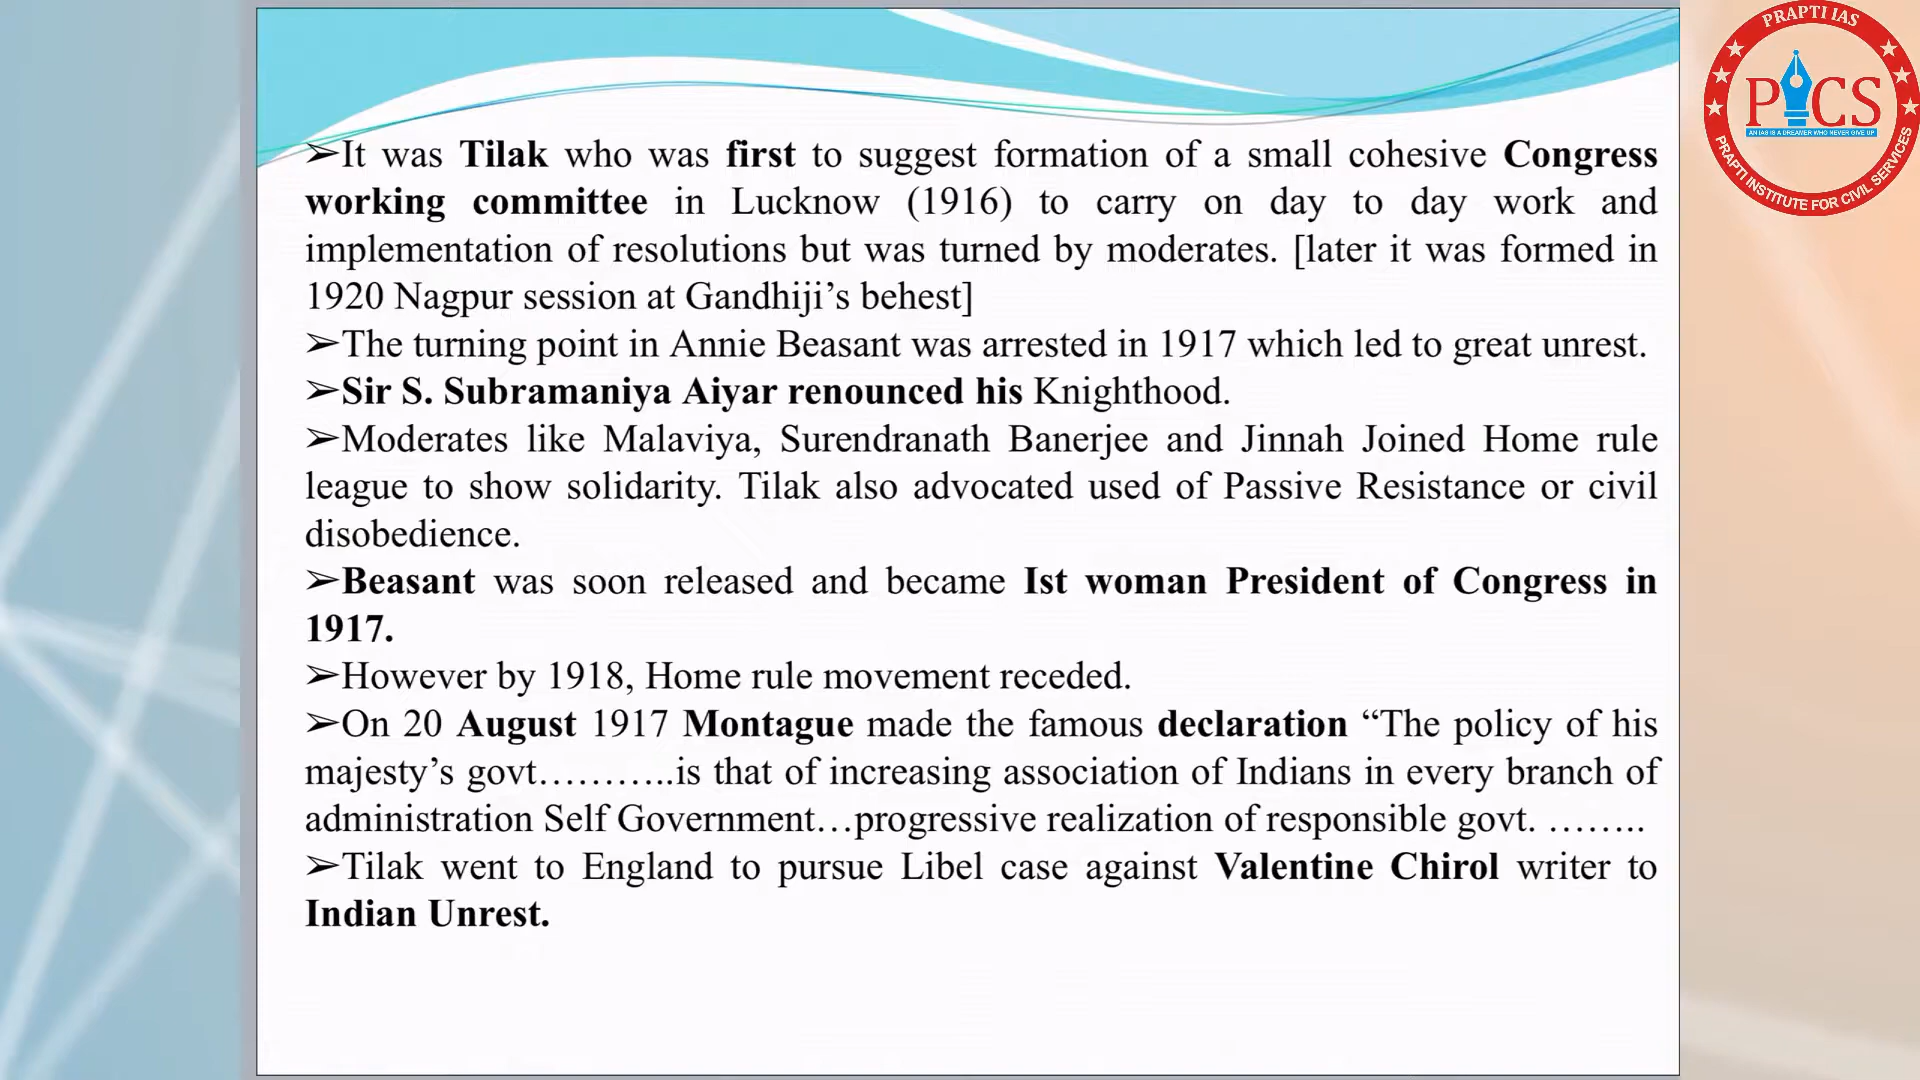 PRAPTI IAS
PICS
AN IAS IS A DREAMER WHO NEVER GIVE UP
PRAPTI INSTITUTE FOR CIVIL SERVICES
➢It was Tilak who was first to suggest formation of a small cohesive Congress
working committee in Lucknow (1916) to carry on day to day work and
implementation of resolutions but was turned by moderates. [later it was formed in
1920 Nagpur session at Gandhiji’s behest]
➢The turning point in Annie Beasant was arrested in 1917 which led to great unrest.
➢Sir S. Subramaniya Aiyar renounced his Knighthood.
➢Moderates like Malaviya, Surendranath Banerjee and Jinnah Joined Home rule
league to show solidarity. Tilak also advocated used of Passive Resistance or civil
disobedience.
➢Beasant was soon released and became Ist woman President of Congress in
1917.
➢However by 1918, Home rule movement receded.
➢On 20 August 1917 Montague made the famous declaration “The policy of his
majesty’s govt………..is that of increasing association of Indians in every branch of
administration Self Government…progressive realization of responsible govt. ……..
➢Tilak went to England to pursue Libel case against Valentine Chirol writer to
Indian Unrest.